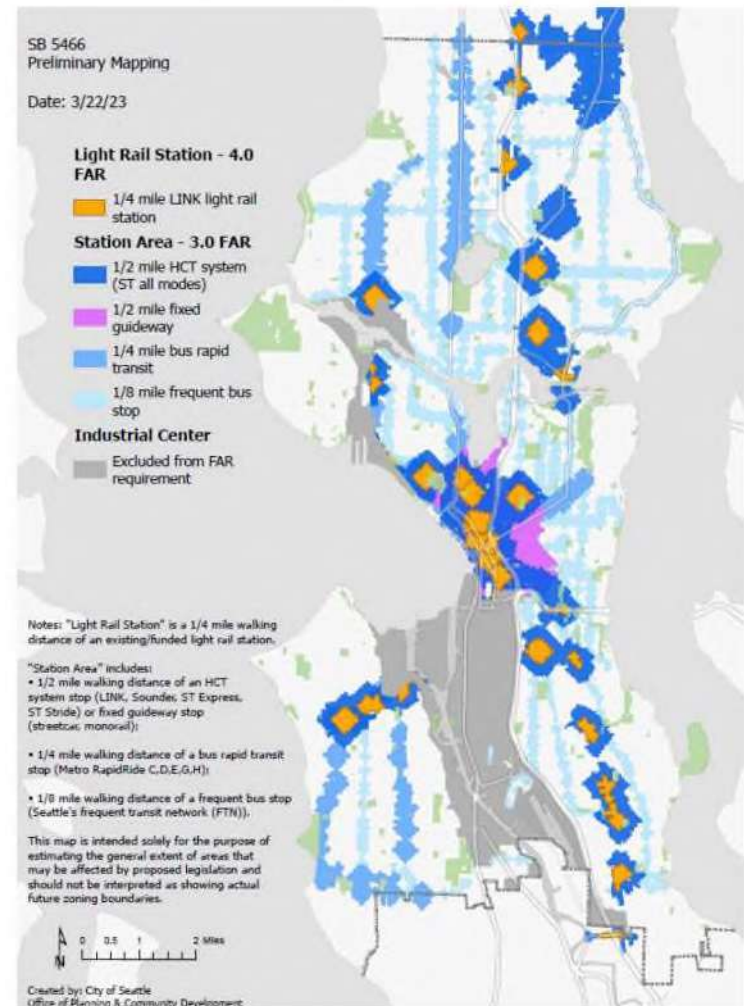 SB 5466
Preliminary Mapping
Date: 3/22/23
Light Rail Station - 4.0
FAR
1/4 mile LINK light rail
station
Station Area - 3.0 FAR
1/2 mile HCT system
(ST all modes)
1/2 mile fixed
guideway
1/4 mile bus rapid
transit
1/8 mile frequent bus
stop
Industrial Center
Excluded from FAR
requirement
Notes: "Light Rail Station" is a 1/4 mile walking
distance of an existing/funded light rail station.
"Station Area" includes:
• 1/2 mile walking distance of an HCT
system stop (LINK, Sounder, ST Express,
ST Stride) or fixed guideway stop
(streetcar, monorail);
• 1/4 mile walking distance of a bus rapid transit
stop (Metro RapidRide C,D,E,G,H);
• 1/8 mile walking distance of a frequent bus stop
(Seattle's frequent transit network (FTN)).
This map is intended solely for the purpose of
estimating the general extent of areas that
may be affected by proposed legislation and
should not be interpreted as showing actual
future zoning boundaries.
N
0 0.5 1 2 Miles
Created by: City of Seattle
Office of Planning & Community Development